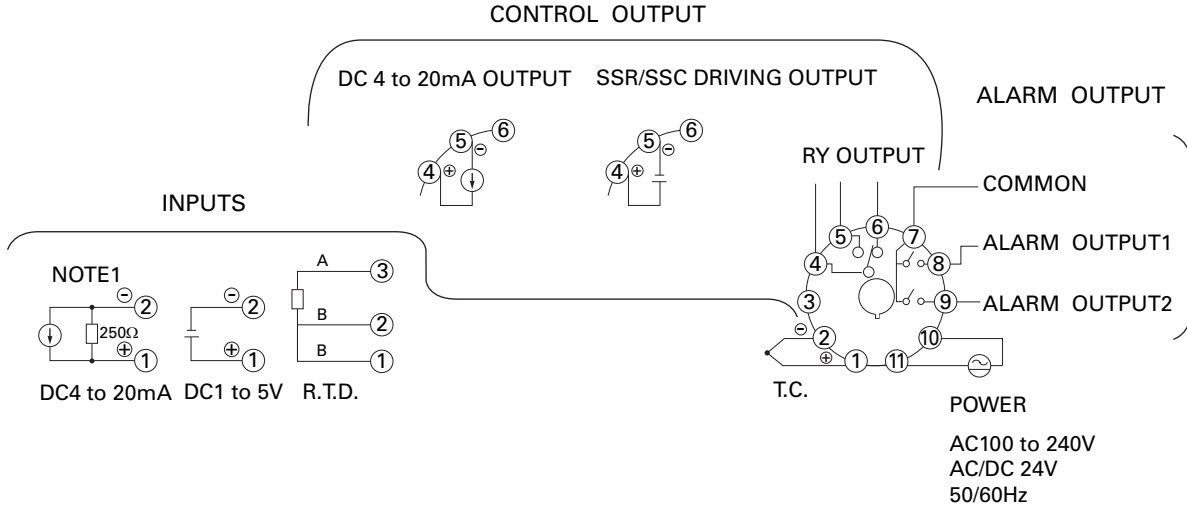 CONTROL OUTPUT
DC 4 to 20mA OUTPUT
SSR/SSC DRIVING OUTPUT
ALARM OUTPUT
4
5
6
⊕
⊖
4
5
6
⊕
⊖
RY OUTPUT
COMMON
ALARM OUTPUT1
ALARM OUTPUT2
INPUTS
NOTE1
⊖
2
250Ω
⊕
1
DC4 to 20mA
⊖
2
⊕
1
DC1 to 5V
A
3
B
2
B
1
R.T.D.
1
2
3
4
5
6
7
8
9
10
11
⊖
⊕
T.C.
POWER
AC100 to 240V
AC/DC 24V
50/60Hz